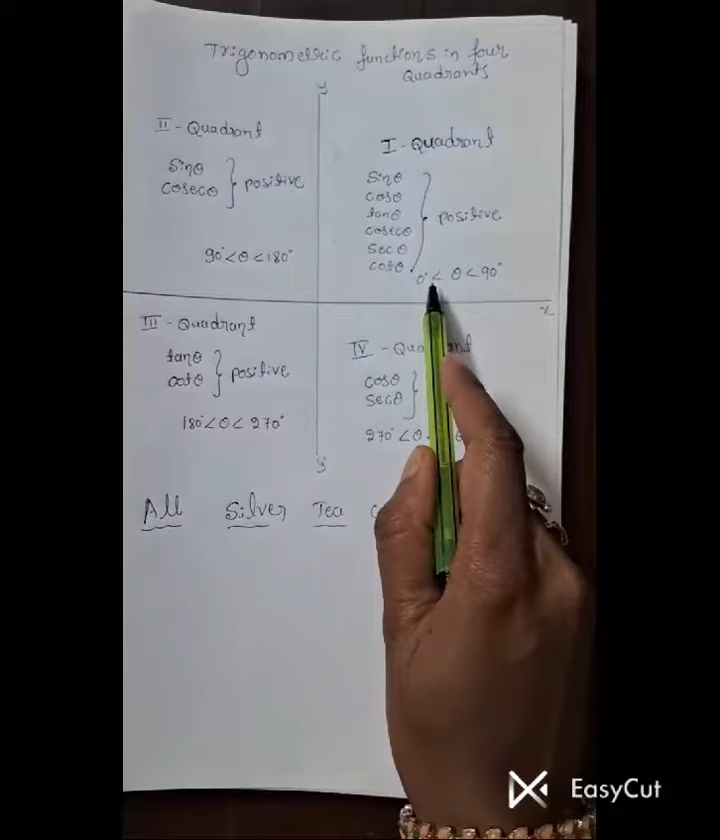 Trigonometric functions in four
Quadrants
y
II - Quadrant
sinθ
cosecθ
positive
90° < θ < 180°
I - Quadrant
sinθ
cosθ
tanθ
cosecθ
secθ
cotθ
positive
0° < θ < 90°
x
III - Quadrant
tanθ
cotθ
positive
180° < θ < 270°
y'
IV -
cosθ
secθ
270° < θ
All Silver Tea
EasyCut